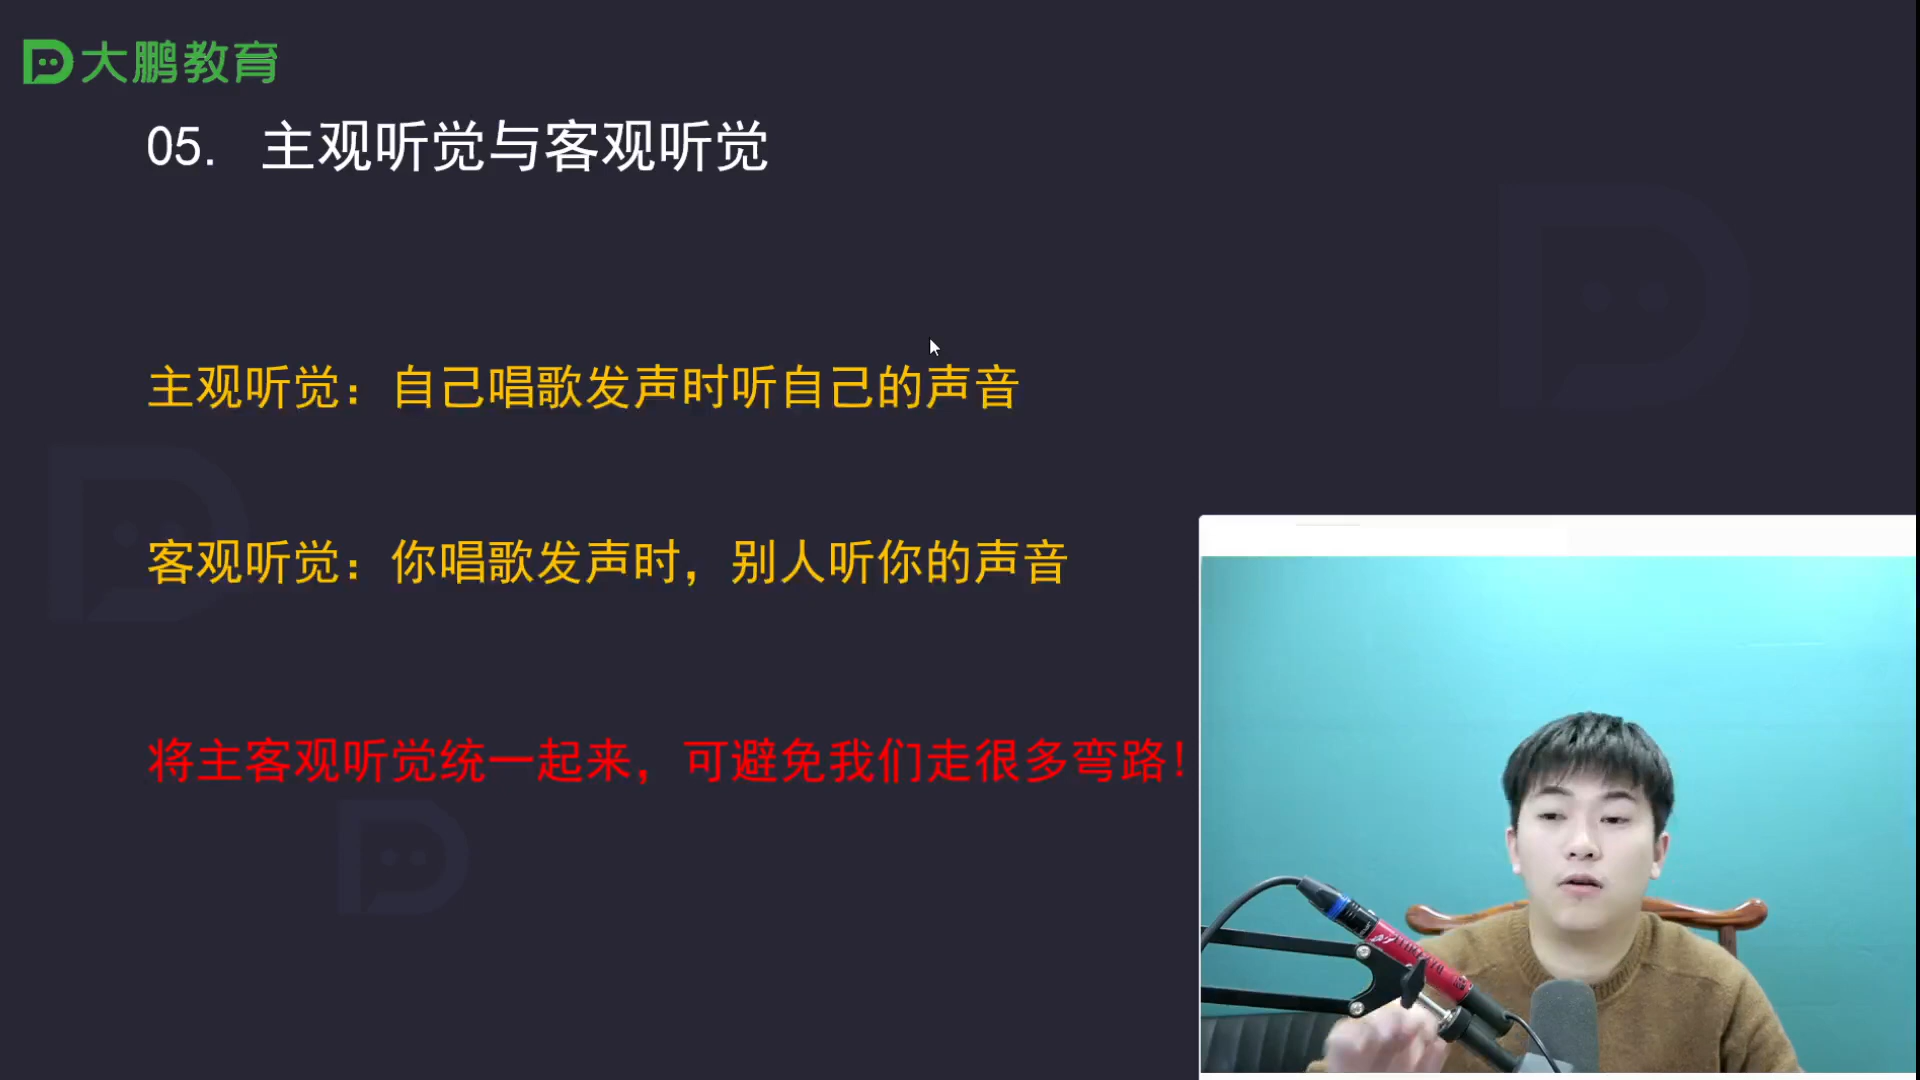 大鹏教育
05. 主观听觉与客观听觉
主观听觉：自己唱歌发声时听自己的声音
客观听觉：你唱歌发声时，别人听你的声音
将主客观听觉统一起来，可避免我们走很多弯路！